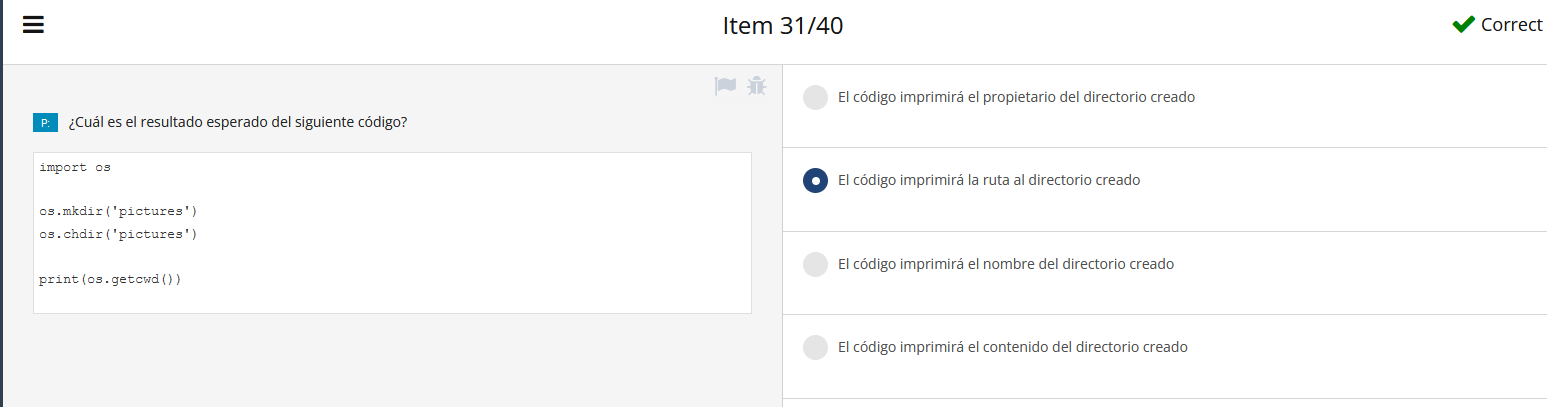 Item 31/40
Correct
P: ¿Cuál es el resultado esperado del siguiente código?
import os
os.mkdir('pictures')
os.chdir('pictures')
print(os.getcwd())
El código imprimirá el propietario del directorio creado
El código imprimirá la ruta al directorio creado
El código imprimirá el nombre del directorio creado
El código imprimirá el contenido del directorio creado